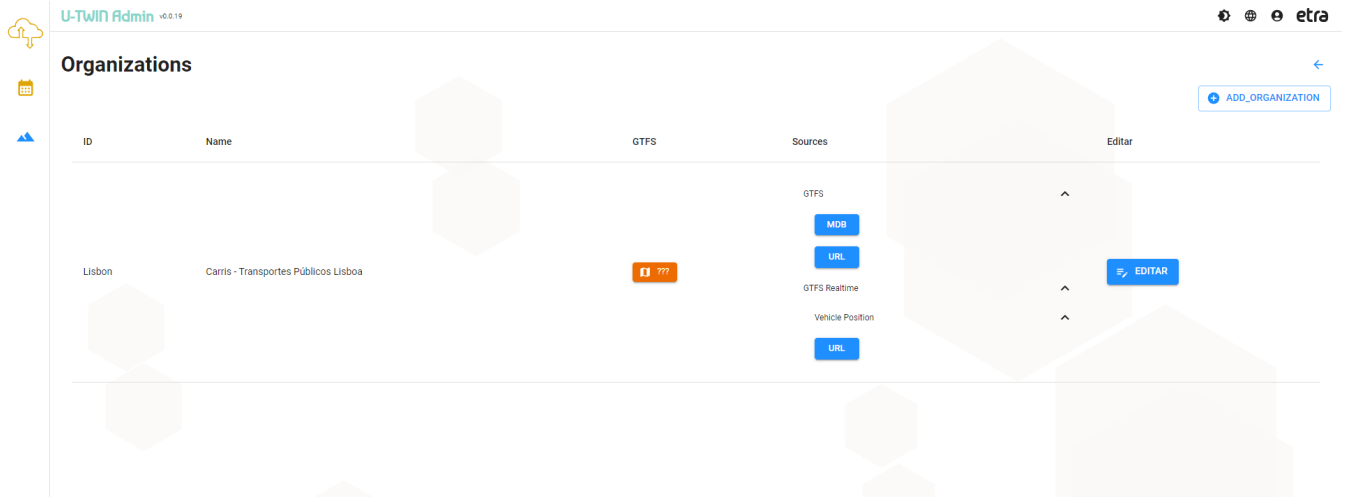 U-TWIN Admin v0.0.19
etra
Organizations
ADD_ORGANIZATION
ID Name GTFS Sources Editar
GTFS
MDB
URL
Lisbon Carris - Transportes Públicos Lisboa ??? EDITAR
GTFS Realtime
Vehicle Position
URL